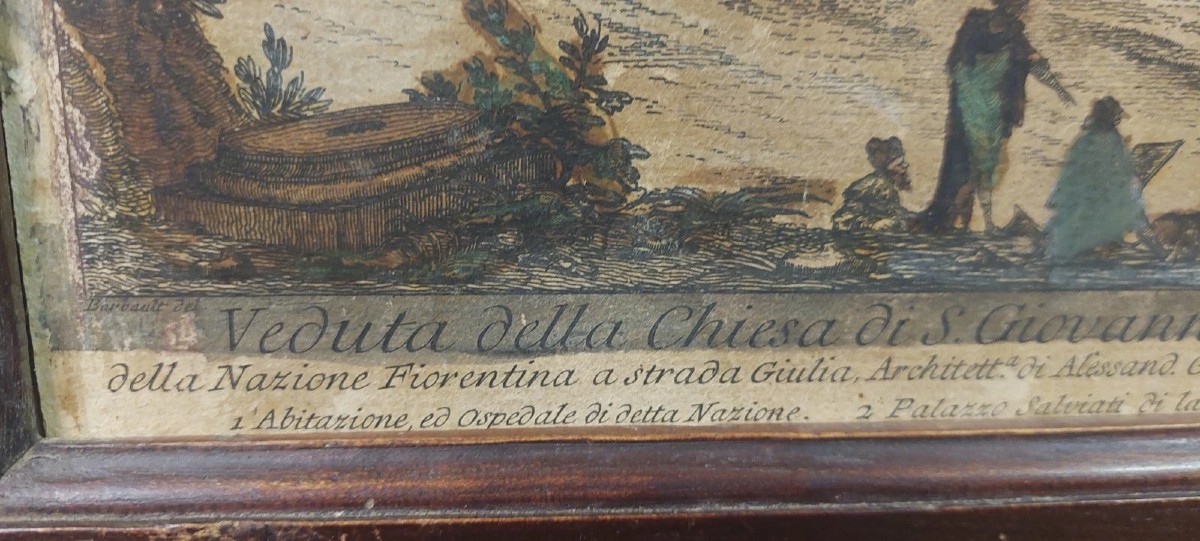 Barbault del
Veduta della Chiesa di S. Giovann
della Nazione Fiorentina a strada Giulia, Architett.ª di Alessand. G
1 Abitazione, ed Ospedale di detta Nazione. 2 Palazzo Salviati di la